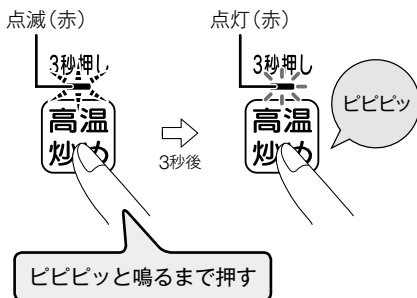 点滅（赤）
3秒押し
高温
炒め
3秒後
点灯（赤）
3秒押し
高温
炒め
ピピピッ
ピピピッと鳴るまで押す